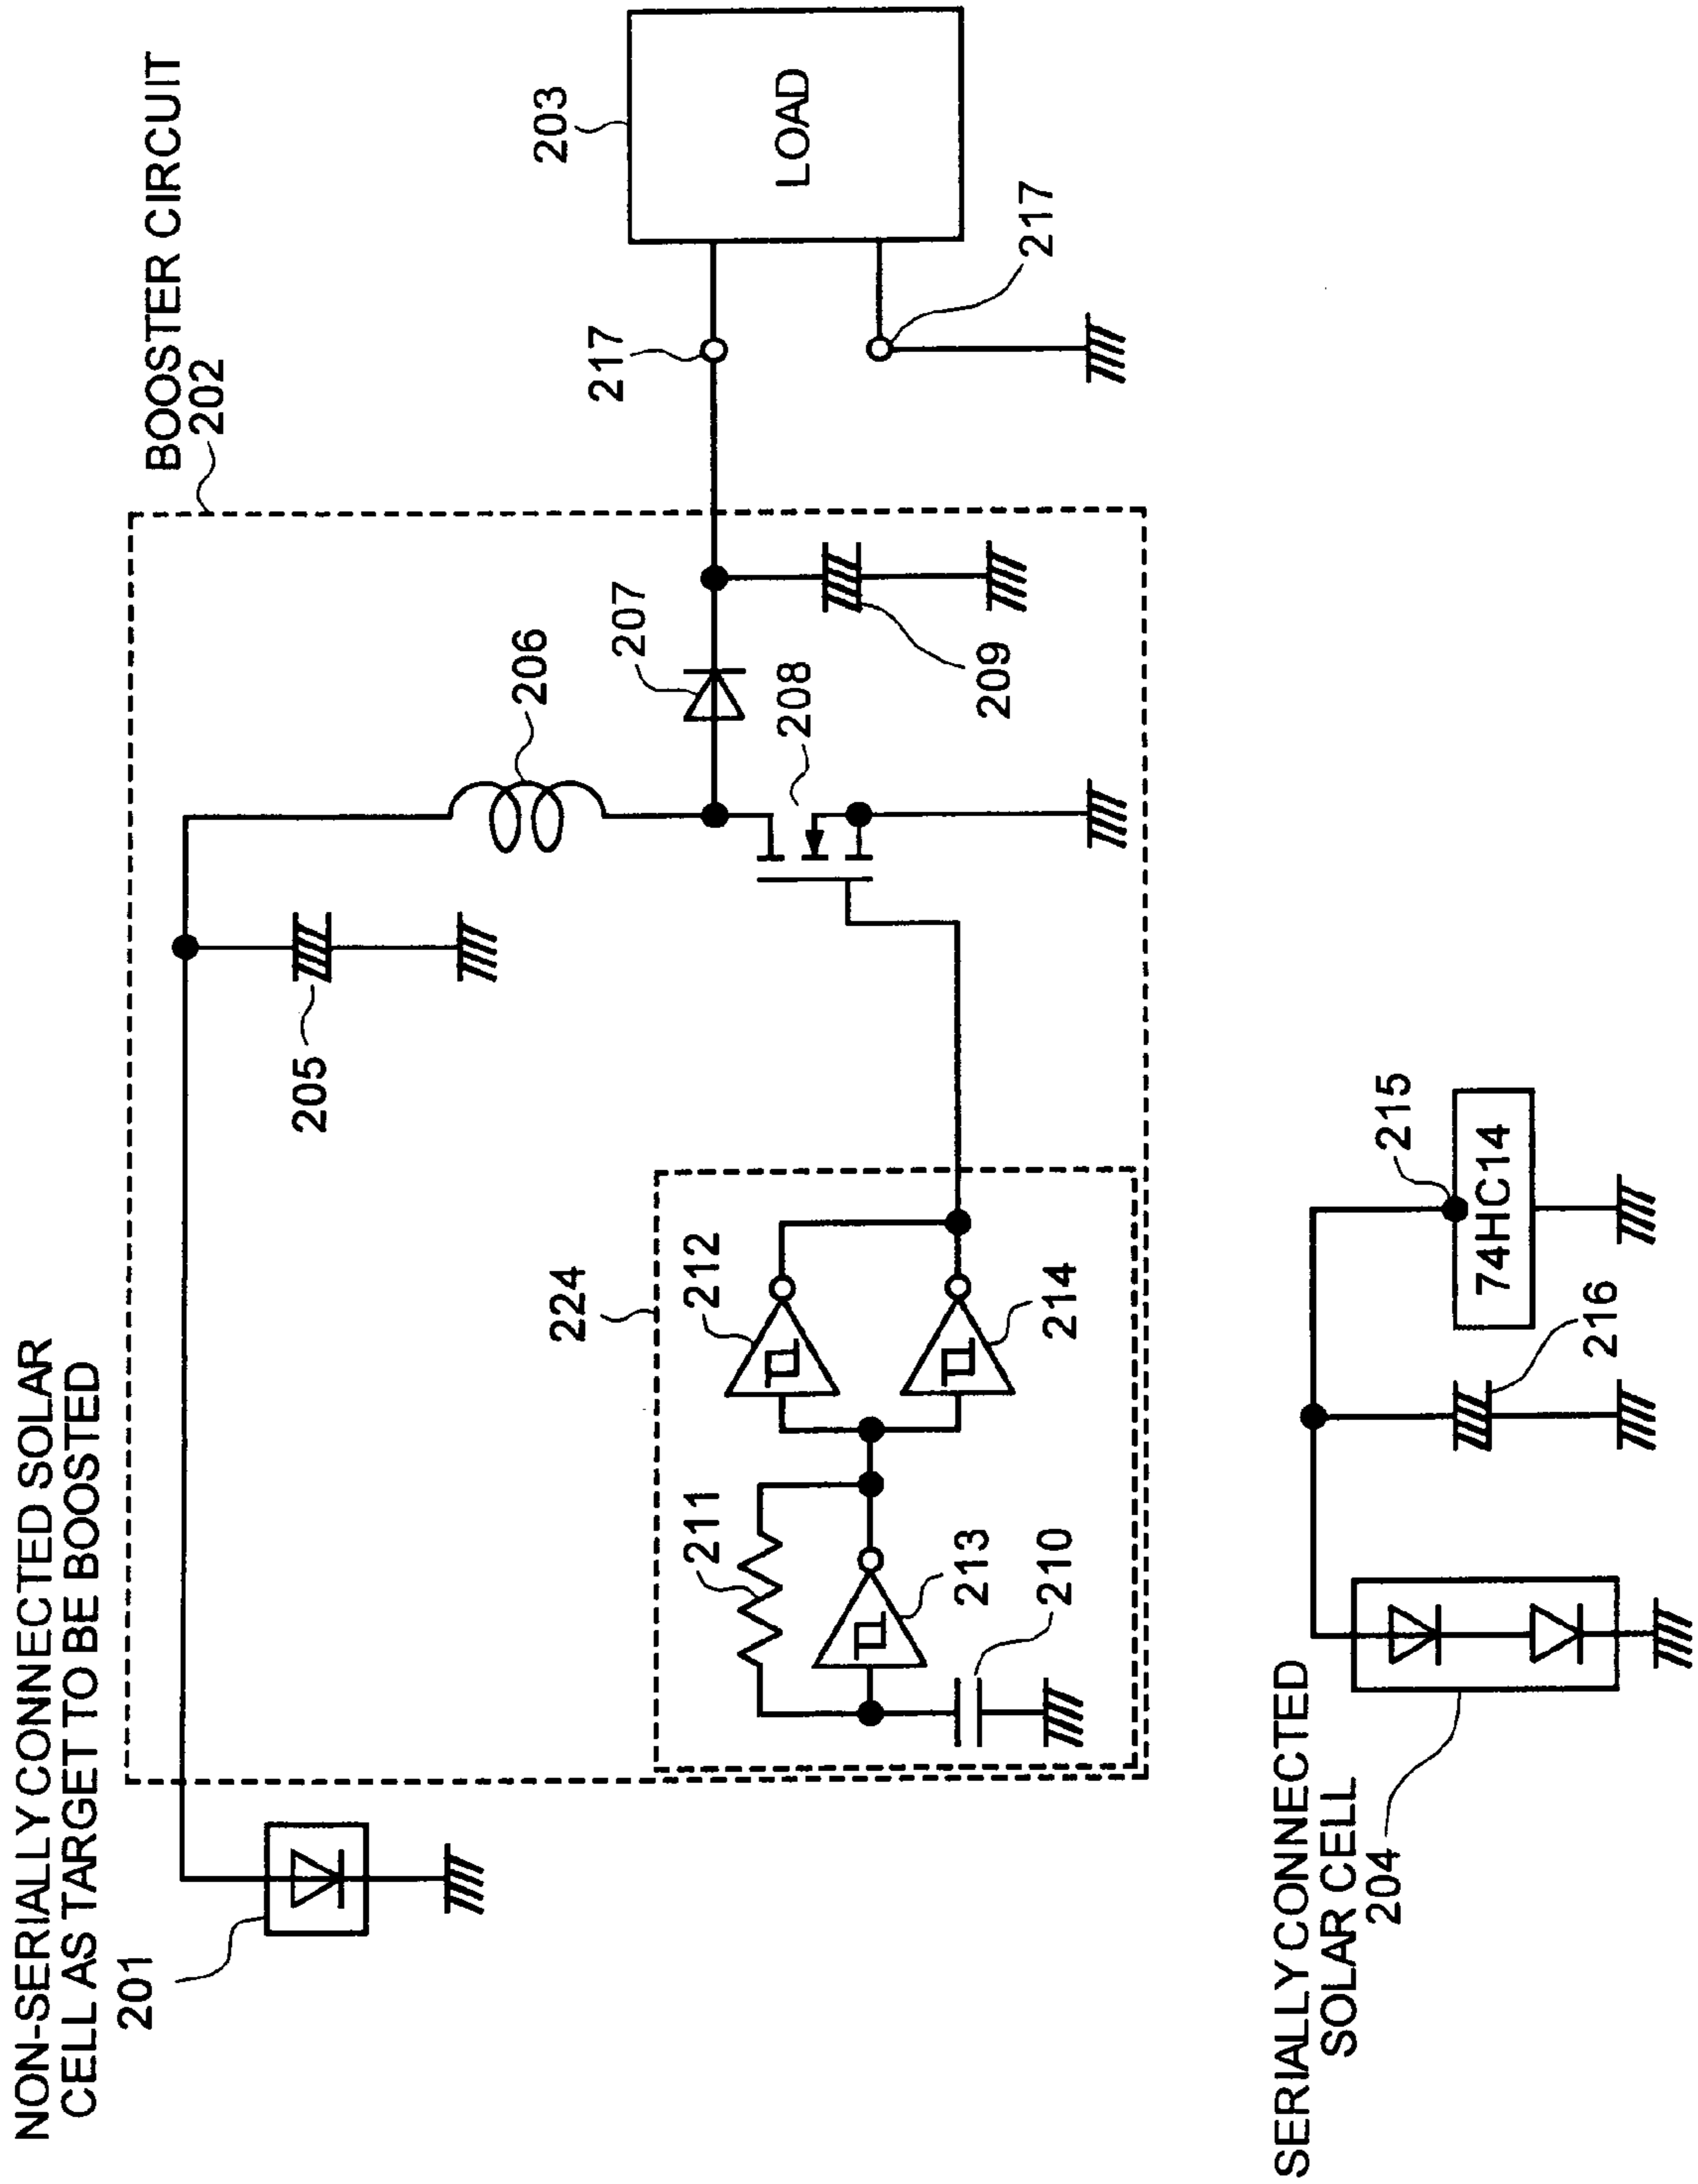 NON-SERIALLY CONNECTED SOLAR
CELL AS TARGET TO BE BOOSTED
201
BOOSTER CIRCUIT
202
205
206
207
208
209
217
217
203
LOAD
224
211
212
213
214
210
SERIALLY CONNECTED
SOLAR CELL
204
215
74HC14
216